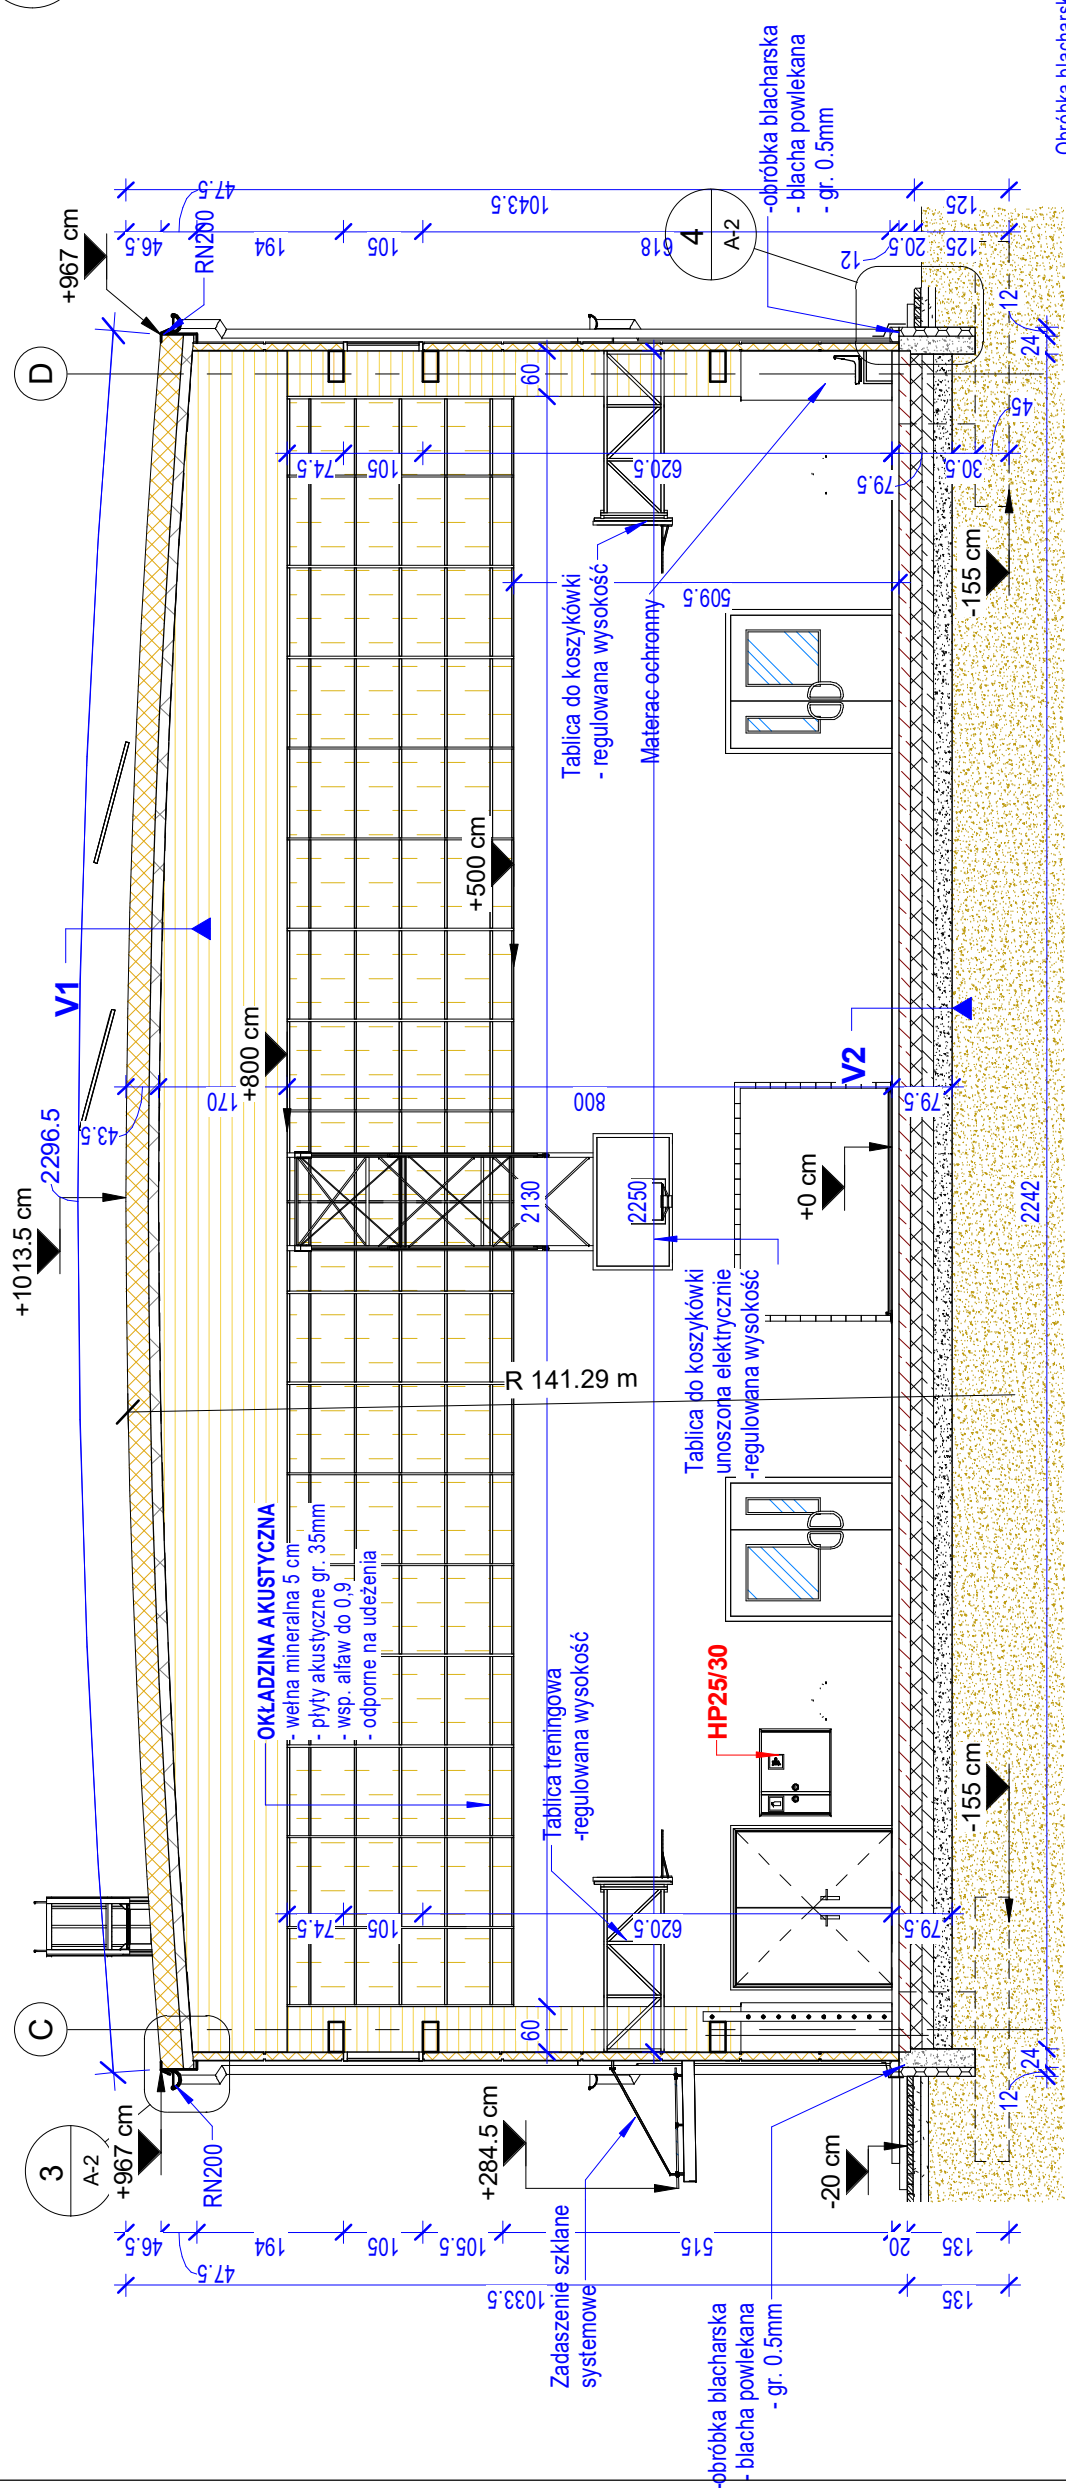 3
A-2
C
D
+967 cm
RN200
+1013.5 cm
2296.5
V1
+967 cm
RN200
43.5
170
+800 cm
+500 cm
800
79.5
OKŁADZINA AKUSTYCZNA
- wełna mineralna 5 cm
- płyty akustyczne gr. 35mm
- wsp. alfaw do 0,9
- odporne na udeżenia
R 141.29 m
74.5
105
620.5
79.5
60
2130
60
2250
74.5
105
620.5
79.5
30.5
45
509.5
Tablica do koszykówki
- regulowana wysokość
Materac ochronny
Tablica treningowa
-regulowana wysokość
Tablica do koszykówki
unoszona elektrycznie
-regulowana wysokość
HP25/30
V2
+0 cm
+284.5 cm
Zadaszenie szklane
systemowe
-20 cm
-155 cm
-155 cm
-obróbka blacharska
- blacha powlekana
- gr. 0.5mm
-obróbka blacharska
- blacha powlekana
- gr. 0.5mm
4
A-2
46.5
47.5
194
105
105.5
515
20
135
1033.5
135
46.5
47.5
194
105
618
12
20.5
125
1043.5
125
12
24
2242
24
12
Obróbka blacharsk